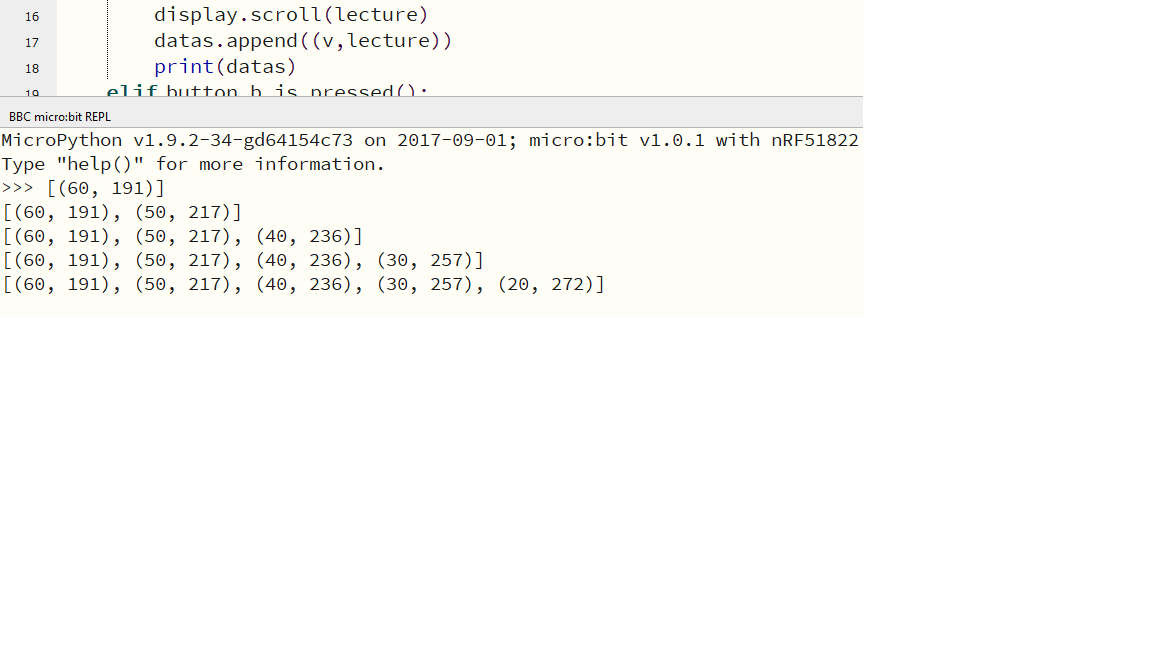 16 display.scroll(lecture)
17 datas.append((v,lecture))
18 print(datas)
19 elif button_b.is_pressed():
BBC micro:bit REPL
MicroPython v1.9.2-34-gd64154c73 on 2017-09-01; micro:bit v1.0.1 with nRF51822
Type "help()" for more information.
>>> [(60, 191)]
[(60, 191), (50, 217)]
[(60, 191), (50, 217), (40, 236)]
[(60, 191), (50, 217), (40, 236), (30, 257)]
[(60, 191), (50, 217), (40, 236), (30, 257), (20, 272)]